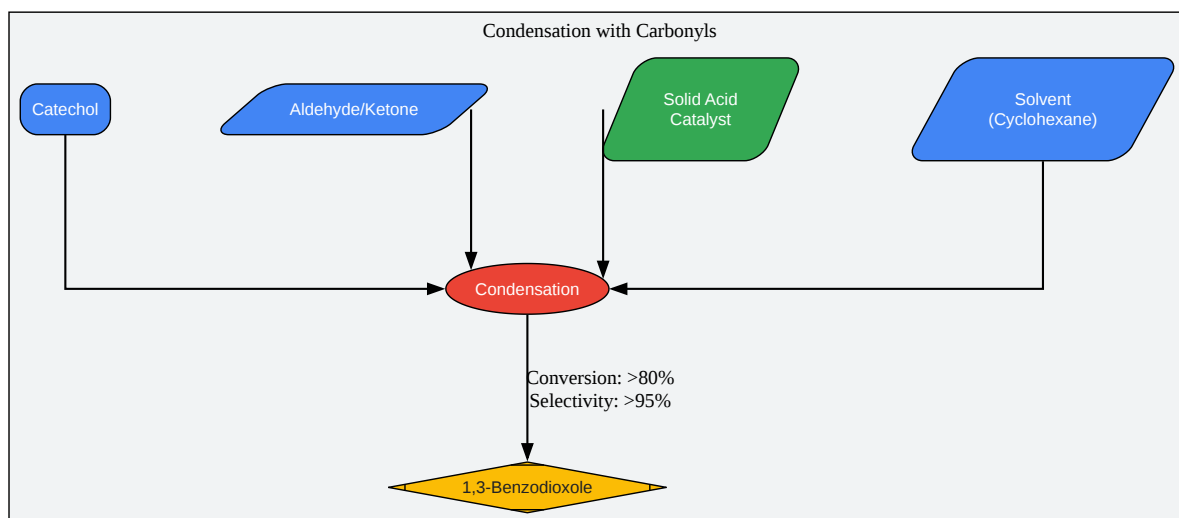 Condensation with Carbonyls
Catechol
Aldehyde/Ketone
Solid Acid
Catalyst
Solvent
(Cyclohexane)
Condensation
Conversion: >80%
Selectivity: >95%
1,3-Benzodioxole